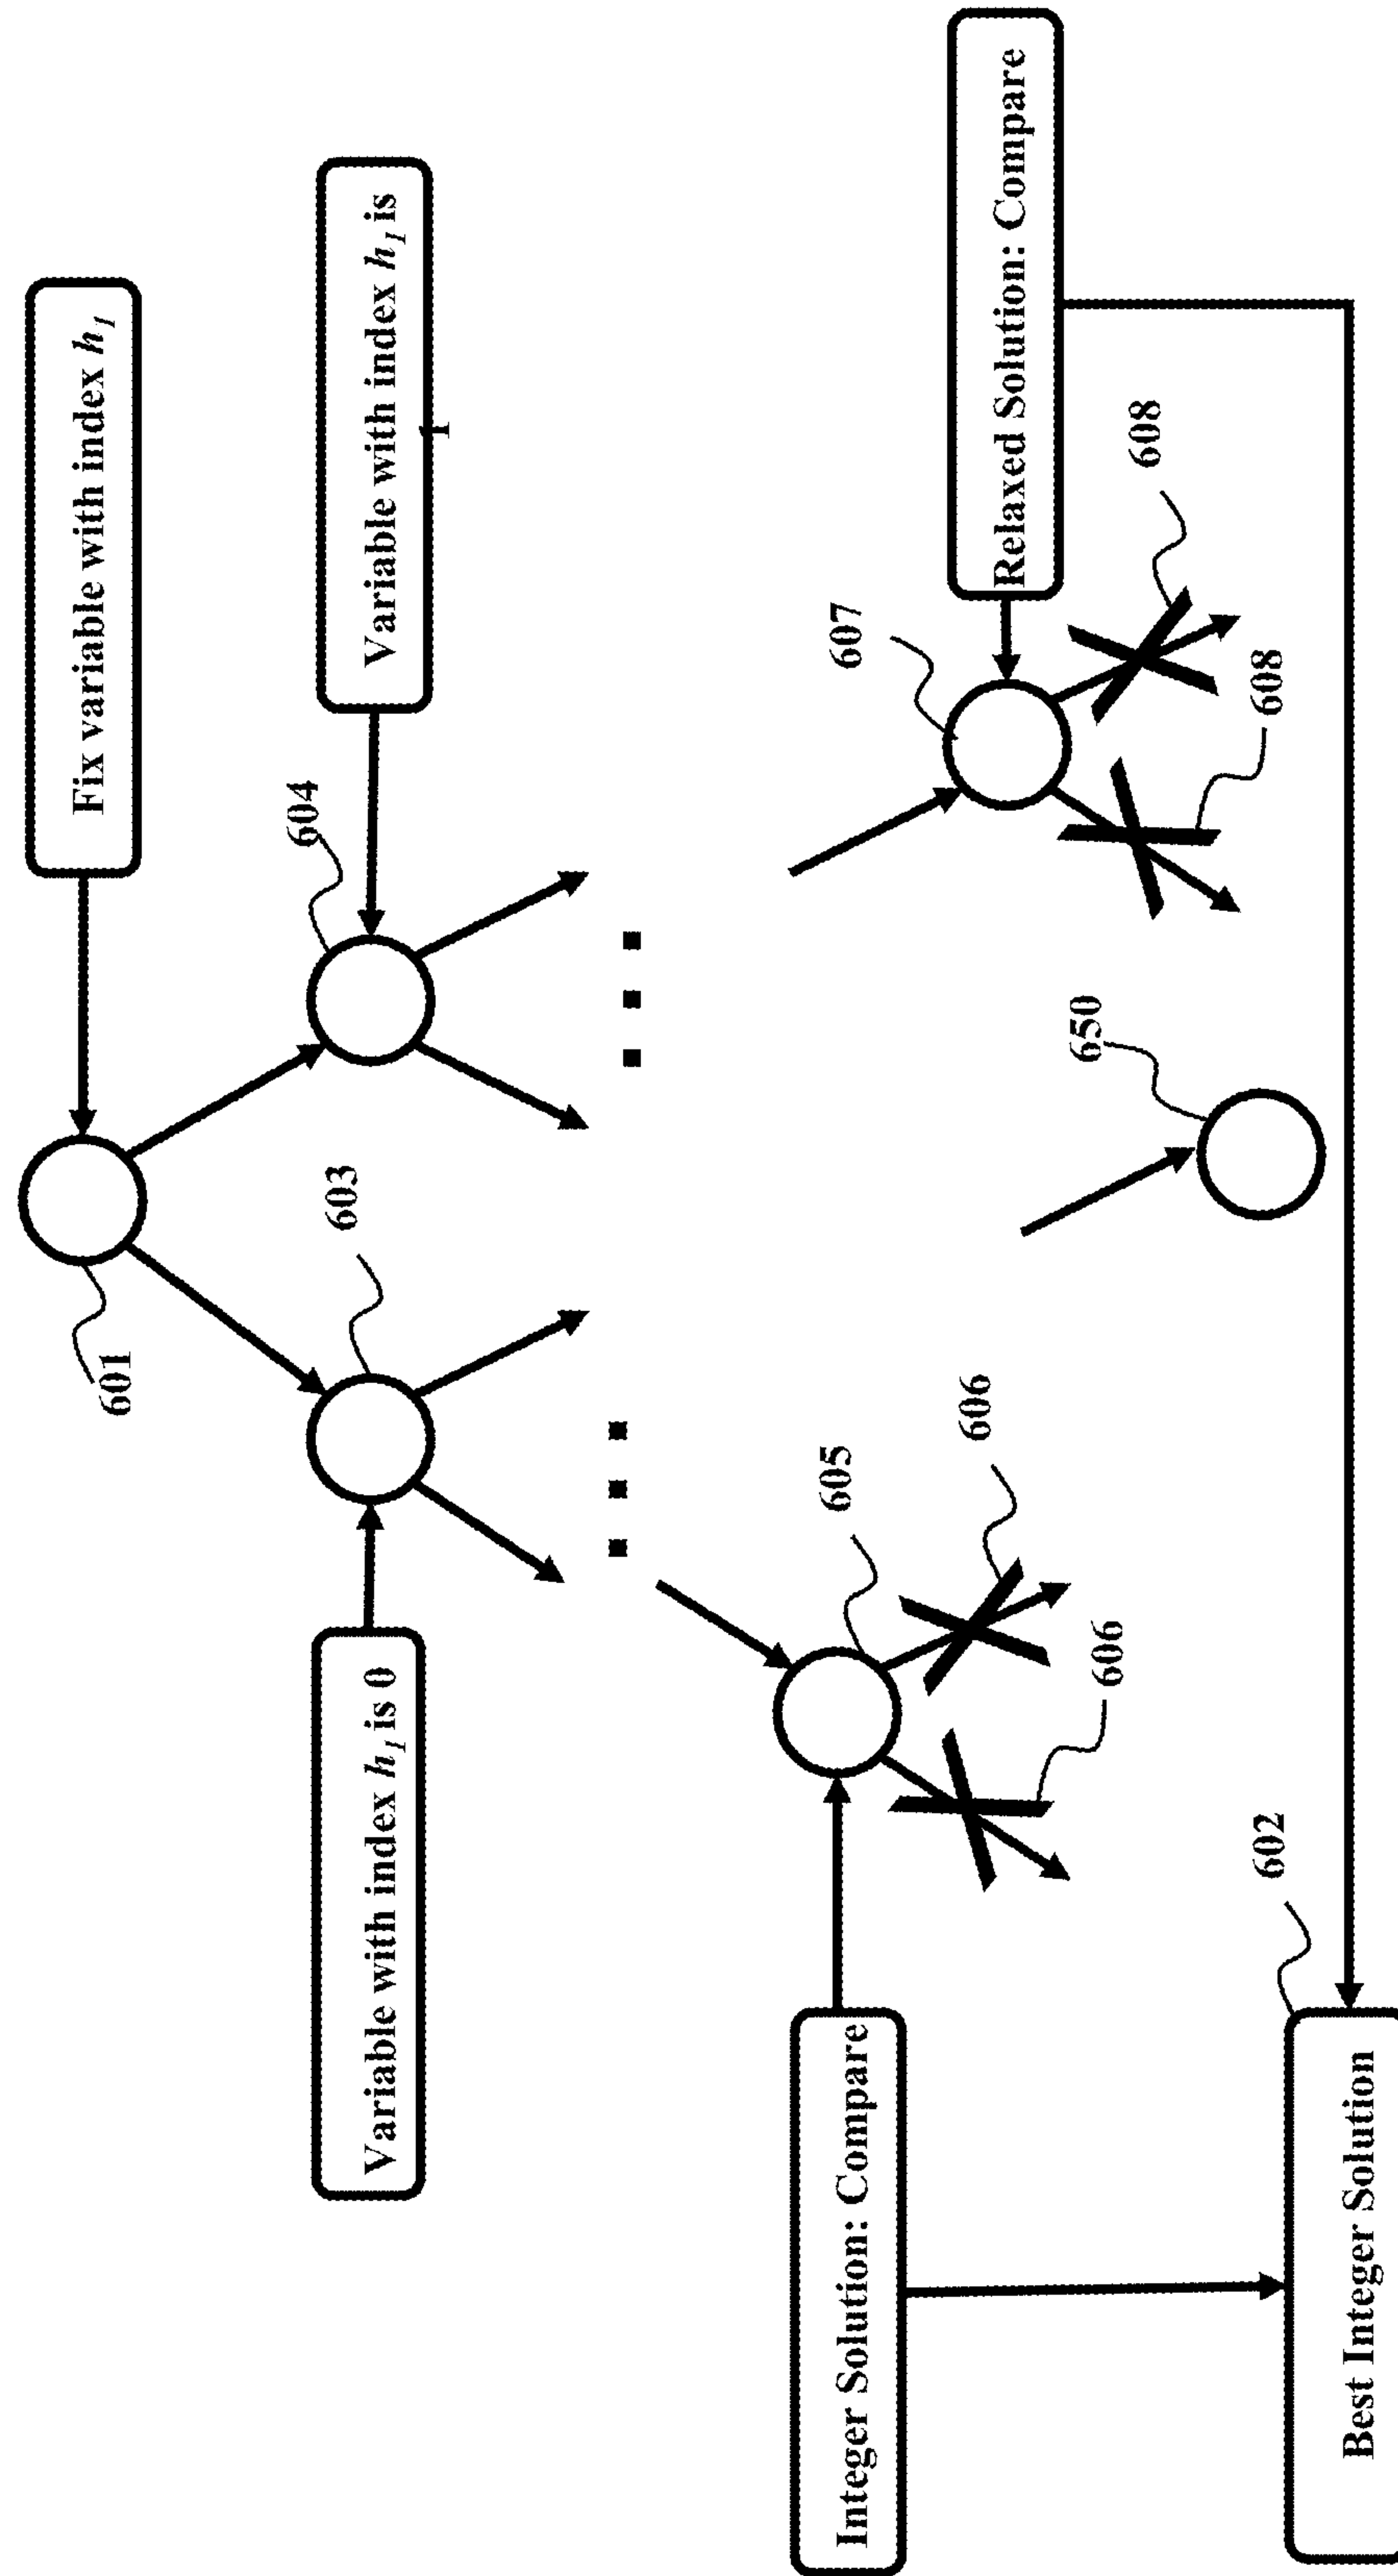 Fix variable with index h1
601
Variable with index h1 is 0
603
604
Variable with index h1 is
1
Integer Solution: Compare
605
606
606
607
Relaxed Solution: Compare
608
608
650
602
Best Integer Solution